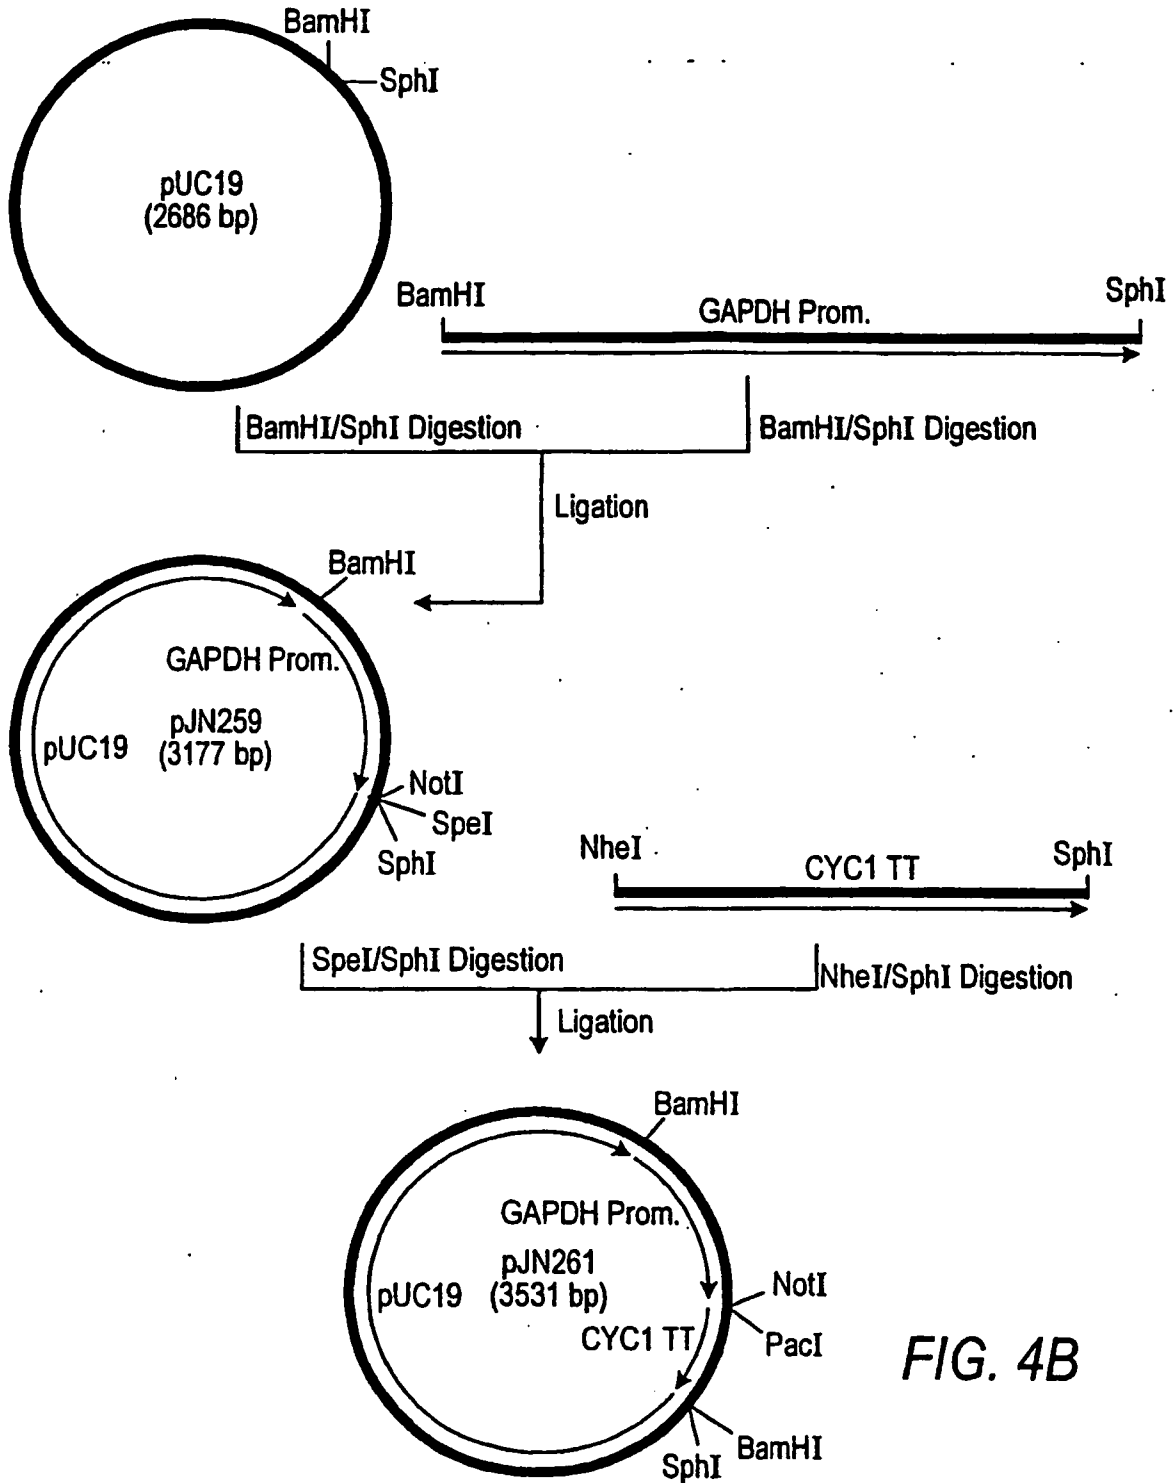 BamHI
SphI
pUC19
(2686 bp)
BamHI
GAPDH Prom.
SphI
BamHI/SphI Digestion
BamHI/SphI Digestion
Ligation
BamHI
GAPDH Prom.
pUC19
pJN259
(3177 bp)
NotI
SpeI
SphI
NheI
CYC1 TT
SphI
SpeI/SphI Digestion
NheI/SphI Digestion
Ligation
BamHI
GAPDH Prom.
pUC19
pJN261
(3531 bp)
CYC1 TT
NotI
PacI
BamHI
SphI
FIG. 4B